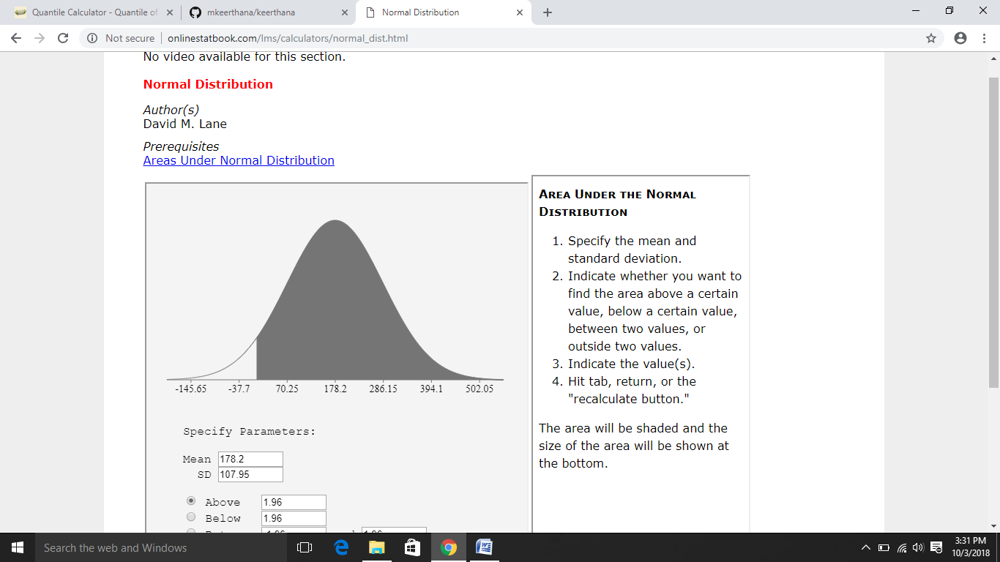 Quantile Calculator - Quantile of
mkeerthana/keerthana
Normal Distribution
Not secure | onlinestatbook.com/lms/calculators/normal_dist.html
No video available for this section.
Normal Distribution
Author(s)
David M. Lane
Prerequisites
Areas Under Normal Distribution
-145.65 -37.7 70.25 178.2 286.15 394.1 502.05
Specify Parameters:
Mean 178.2
SD 107.95
Above 1.96
Below 1.96
AREA UNDER THE NORMAL
DISTRIBUTION
1. Specify the mean and
standard deviation.
2. Indicate whether you want to
find the area above a certain
value, below a certain value,
between two values, or
outside two values.
3. Indicate the value(s).
4. Hit tab, return, or the
"recalculate button."
The area will be shaded and the
size of the area will be shown at
the bottom.
Search the web and Windows
3:31 PM
10/3/2018